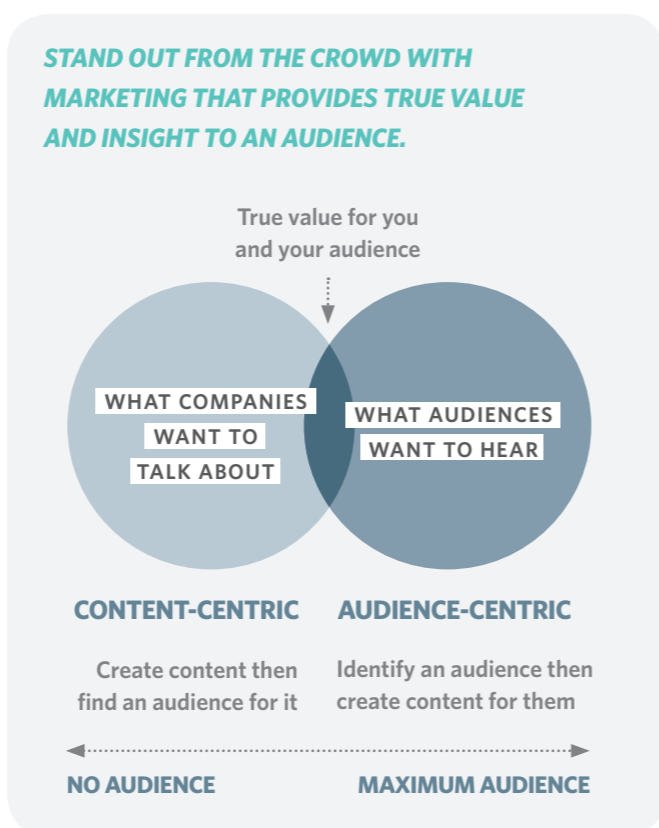 STAND OUT FROM THE CROWD WITH
MARKETING THAT PROVIDES TRUE VALUE
AND INSIGHT TO AN AUDIENCE.
True value for you
and your audience
WHAT COMPANIES
WANT TO
TALK ABOUT
WHAT AUDIENCES
WANT TO HEAR
CONTENT-CENTRIC
Create content then
find an audience for it
AUDIENCE-CENTRIC
Identify an audience then
create content for them
NO AUDIENCE
MAXIMUM AUDIENCE